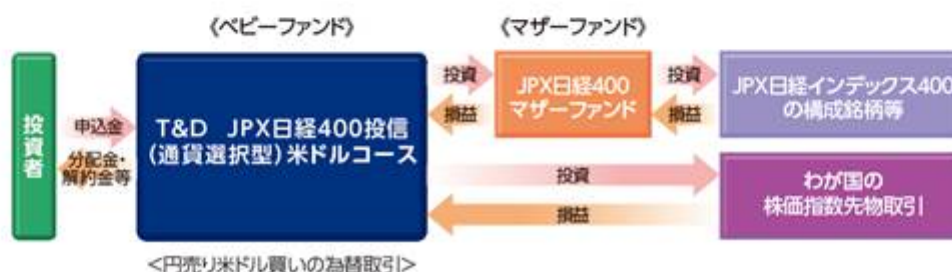 《ベビーファンド》
《マザーファンド》
投資者
申込金
分配金・
解約金等
T&D JPX日経400投信
(通貨選択型)米ドルコース
投資
損益
JPX日経400
マザーファンド
投資
損益
JPX日経インデックス400
の構成銘柄等
投資
損益
わが国の
株価指数先物取引
<円売り米ドル買いの為替取引>